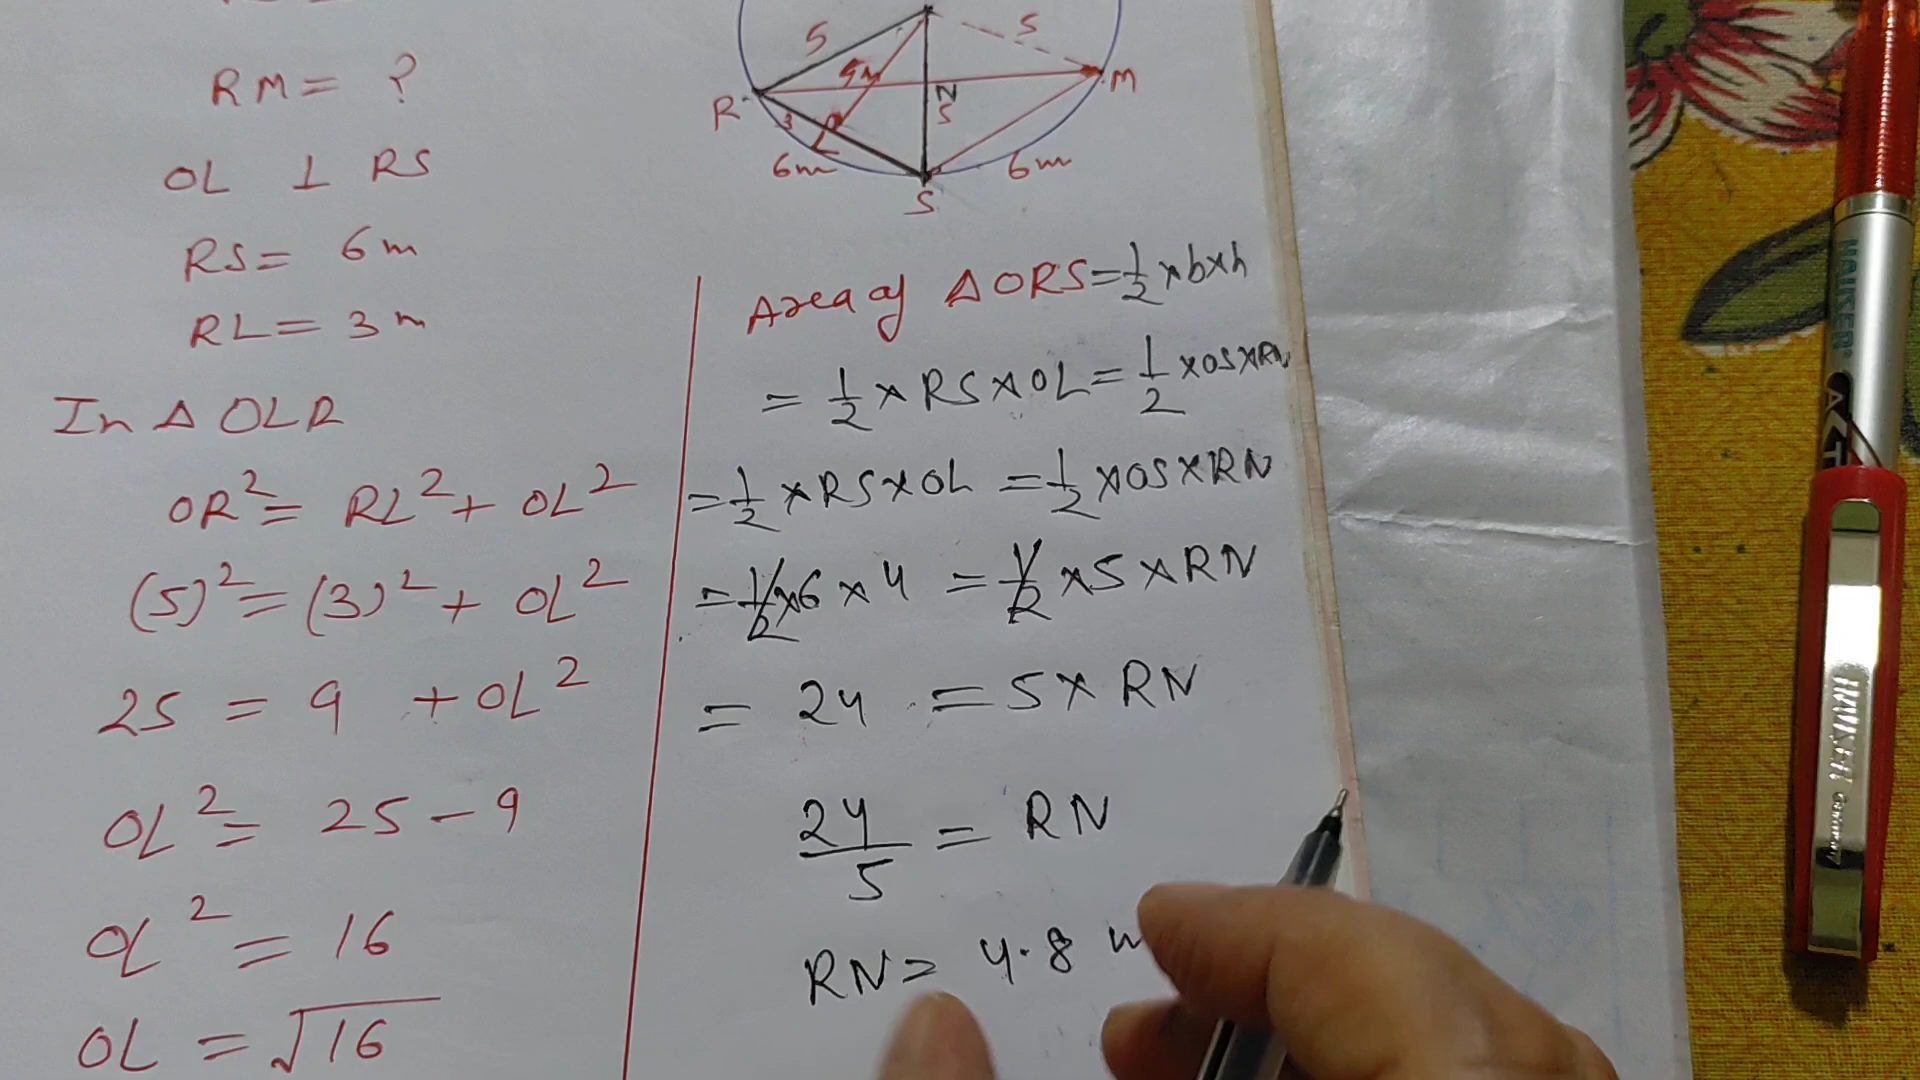 RM = ?
OL ⊥ RS
RS = 6m
RL = 3m
In Δ OLR
OR² = RL² + OL²
(5)² = (3)² + OL²
25 = 9 + OL²
OL² = 25 - 9
OL² = 16
OL = √16
5
5
4m
R
M
N
5
3
L
6m
6m
S
Area of Δ ORS = 1/2 × b × h
= 1/2 × RS × OL = 1/2 × OS × RN
= 1/2 × RS × OL = 1/2 × OS × RN
= 1/2 × 6 × 4 = 1/2 × 5 × RN
= 24 = 5 × RN
24/5 = RN
RN = 4.8 m
HAUSER